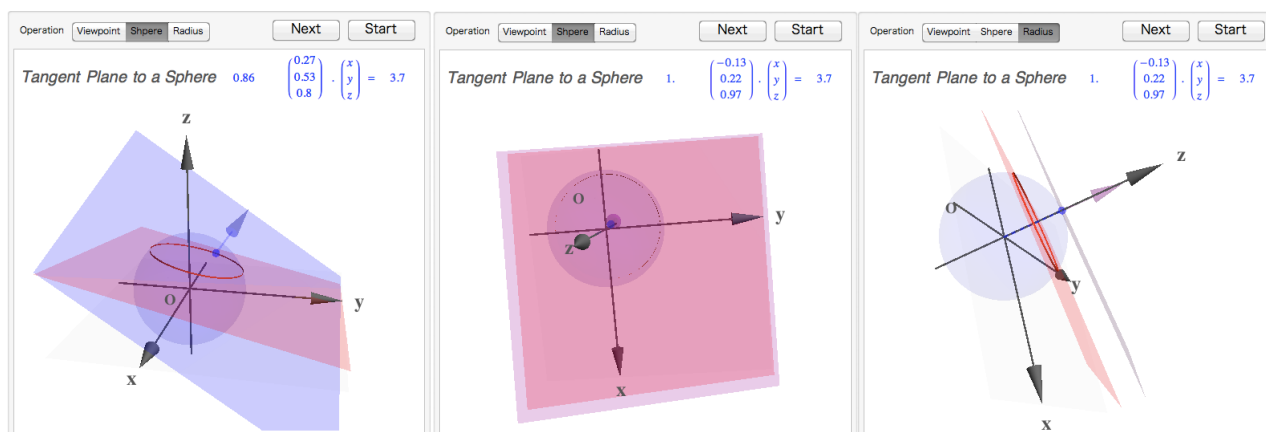 Operation Viewpoint Shpere Radius Next Start
Tangent Plane to a Sphere 0.86 (0.27 0.53 0.8) . (x y z) = 3.7
z
O
y
x
Operation Viewpoint Shpere Radius Next Start
Tangent Plane to a Sphere 1. (−0.13 0.22 0.97) . (x y z) = 3.7
O
y
z
x
Operation Viewpoint Shpere Radius Next Start
Tangent Plane to a Sphere 1. (−0.13 0.22 0.97) . (x y z) = 3.7
z
O
y
x